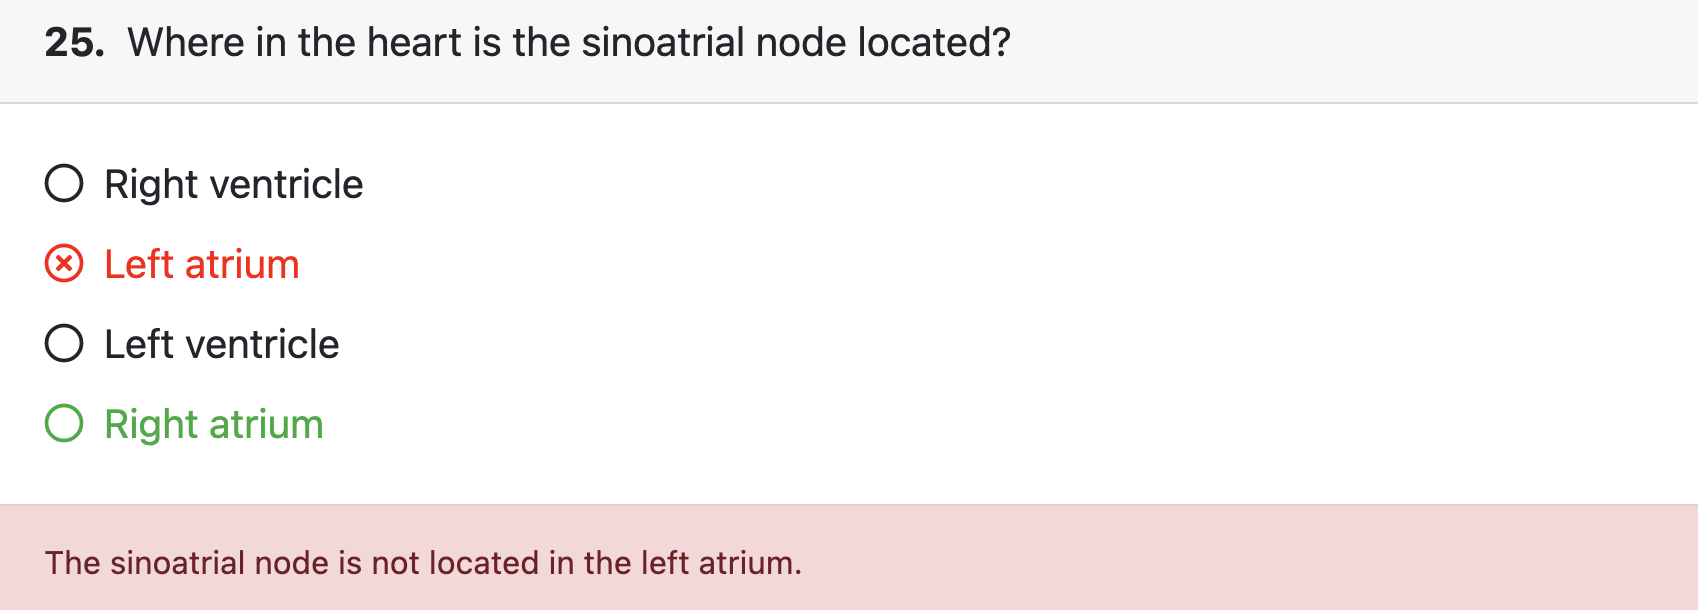 25. Where in the heart is the sinoatrial node located?
Right ventricle
Left atrium
Left ventricle
Right atrium
The sinoatrial node is not located in the left atrium.